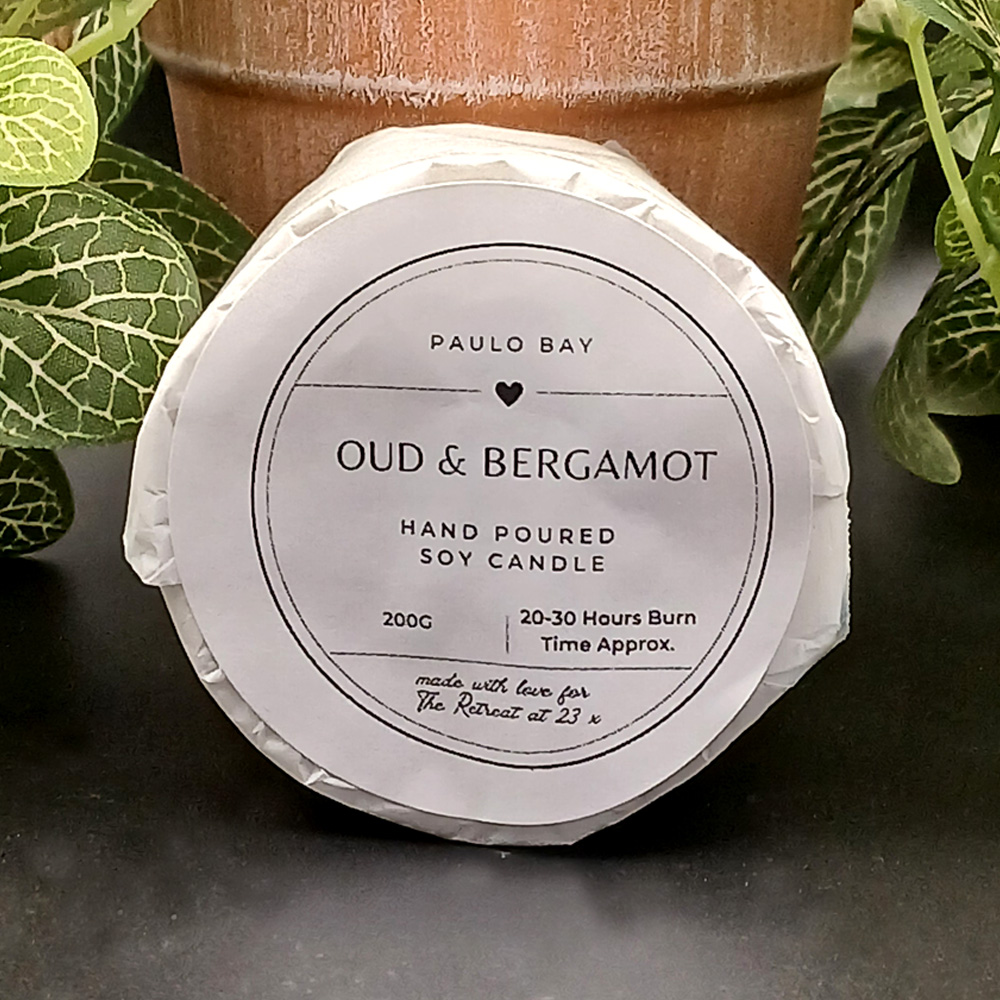 PAULO BAY
OUD & BERGAMOT
HAND POURED
SOY CANDLE
200G
20-30 Hours Burn
Time Approx.
made with love for
The Retreat at 23 x